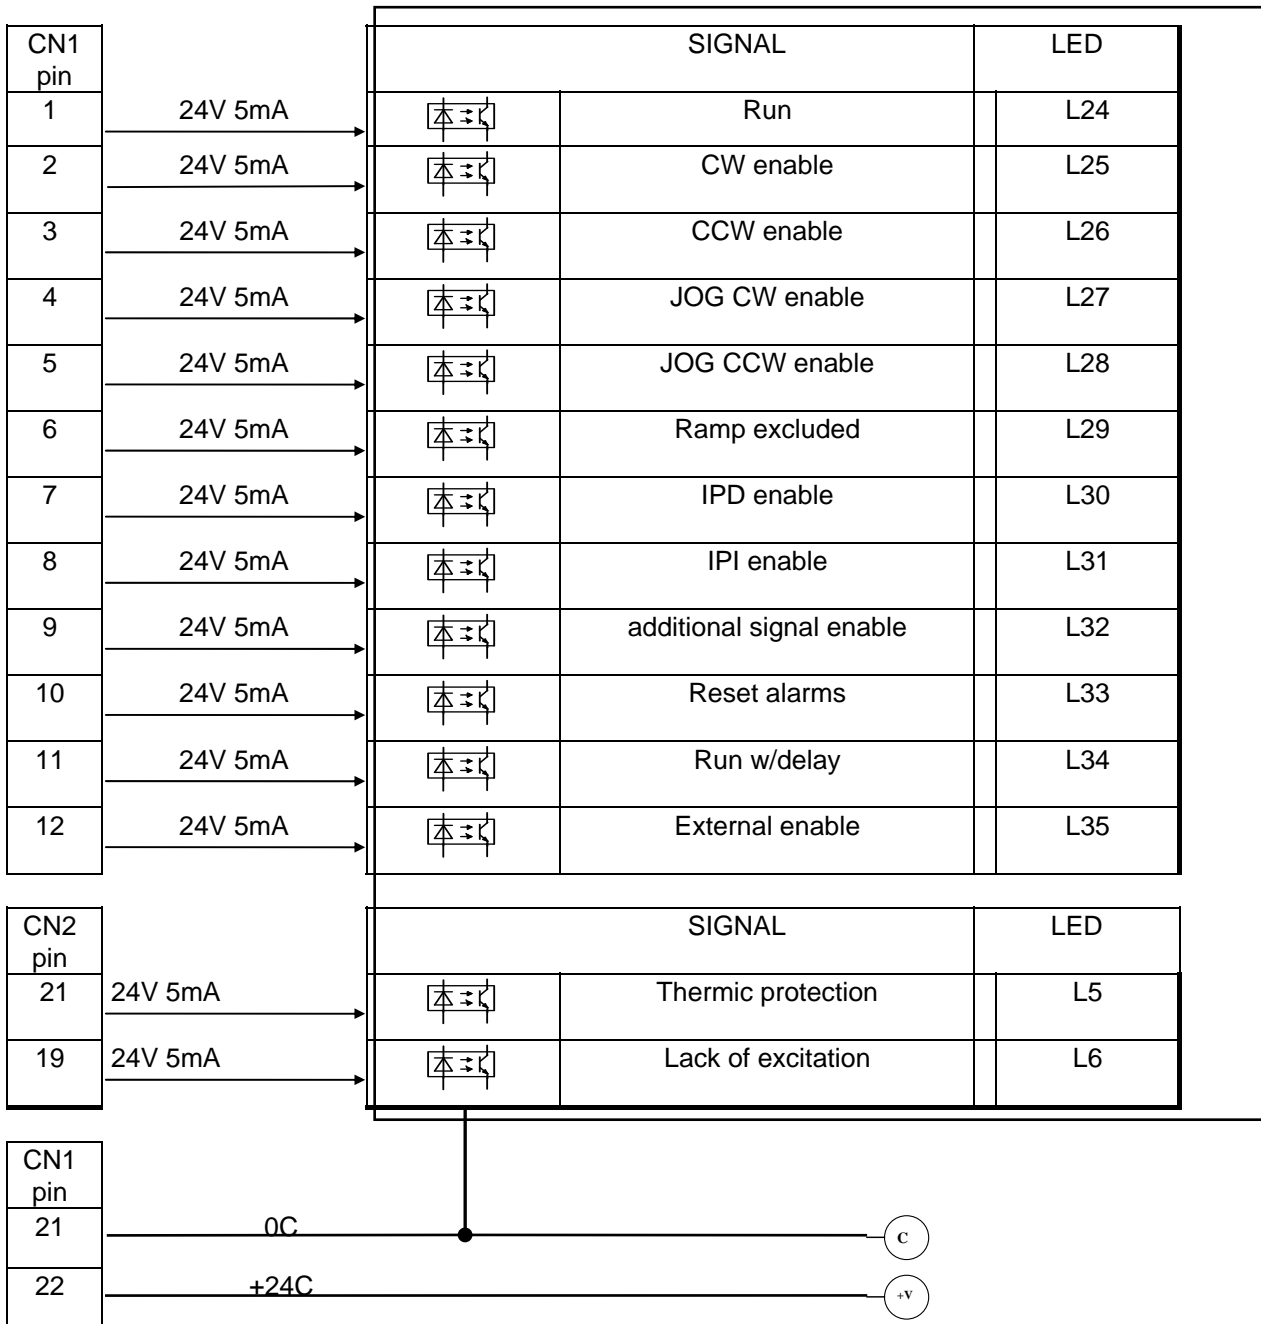 CN1 pin SIGNAL LED
1 24V 5mA Run L24
2 24V 5mA CW enable L25
3 24V 5mA CCW enable L26
4 24V 5mA JOG CW enable L27
5 24V 5mA JOG CCW enable L28
6 24V 5mA Ramp excluded L29
7 24V 5mA IPD enable L30
8 24V 5mA IPI enable L31
9 24V 5mA additional signal enable L32
10 24V 5mA Reset alarms L33
11 24V 5mA Run w/delay L34
12 24V 5mA External enable L35
CN2 pin SIGNAL LED
21 24V 5mA Thermic protection L5
19 24V 5mA Lack of excitation L6
CN1 pin
21 0C C
22 +24C +V